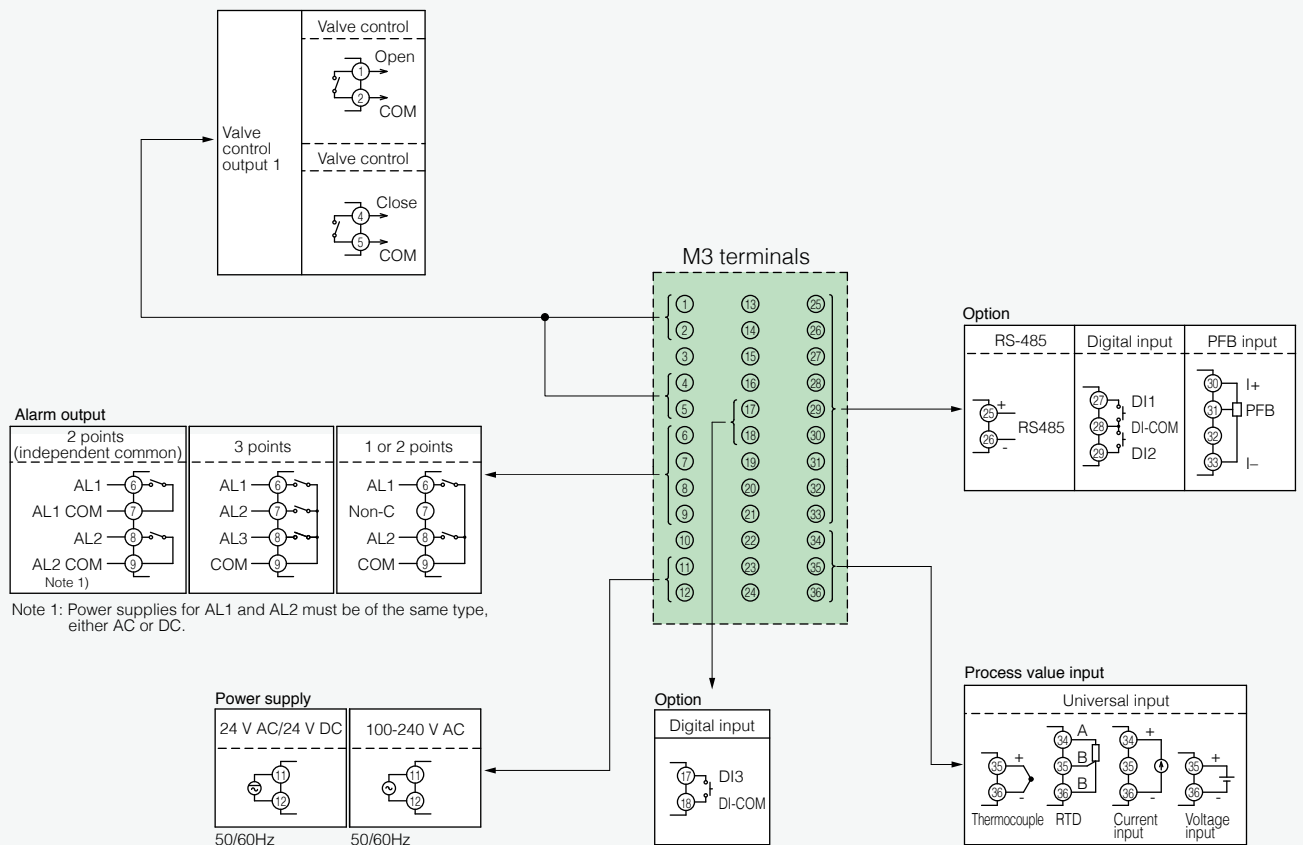 Valve control
1 Open
2 COM
Valve
control
output 1
Valve control
4 Close
5 COM
M3 terminals
1 13 25
2 14 26
3 15 27
4 16 28
5 17 29
6 18 30
7 19 31
8 20 32
9 21 33
10 22 34
11 23 35
12 24 36
Option
RS-485
25 +
RS485
26 -
Digital input
27 DI1
28 DI-COM
29 DI2
PFB input
30 I+
31 PFB
32
33 I−
Alarm output
2 points
(independent common)
AL1 6
AL1 COM 7
AL2 8
AL2 COM 9
Note 1)
3 points
AL1 6
AL2 7
AL3 8
COM 9
1 or 2 points
AL1 6
Non-C 7
AL2 8
COM 9
Note 1: Power supplies for AL1 and AL2 must be of the same type,
either AC or DC.
Power supply
24 V AC/24 V DC
11
12
50/60Hz
100-240 V AC
11
12
50/60Hz
Option
Digital input
17 DI3
18 DI-COM
Process value input
Universal input
35 +
36 -
Thermocouple
34 A
35 B
36 B
RTD
34 +
35
36 -
Current
input
35 +
36 -
Voltage
input